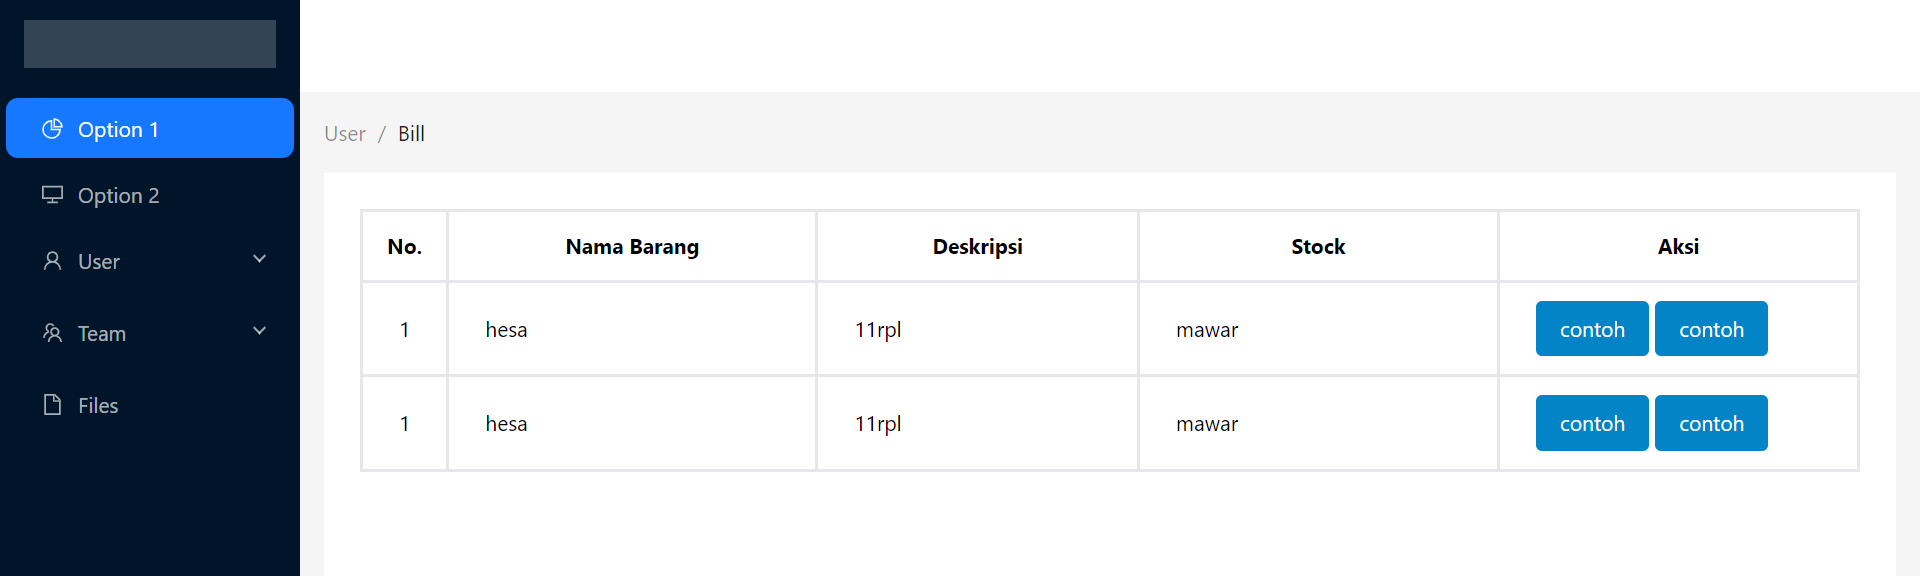 Option 1
Option 2
User
Team
Files
User / Bill
No. Nama Barang Deskripsi Stock Aksi
1 hesa 11rpl mawar contoh contoh
1 hesa 11rpl mawar contoh contoh